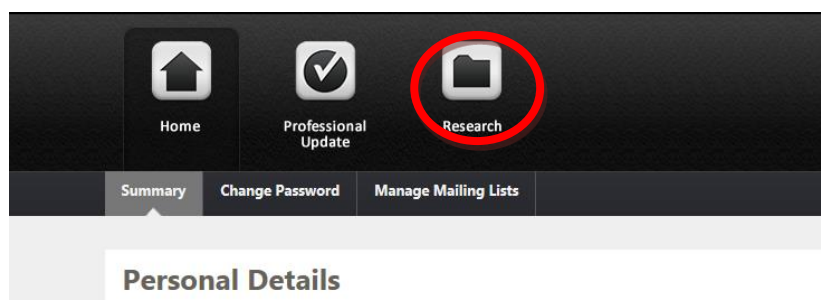 Home
Professional
Update
Research
Summary
Change Password
Manage Mailing Lists
Personal Details